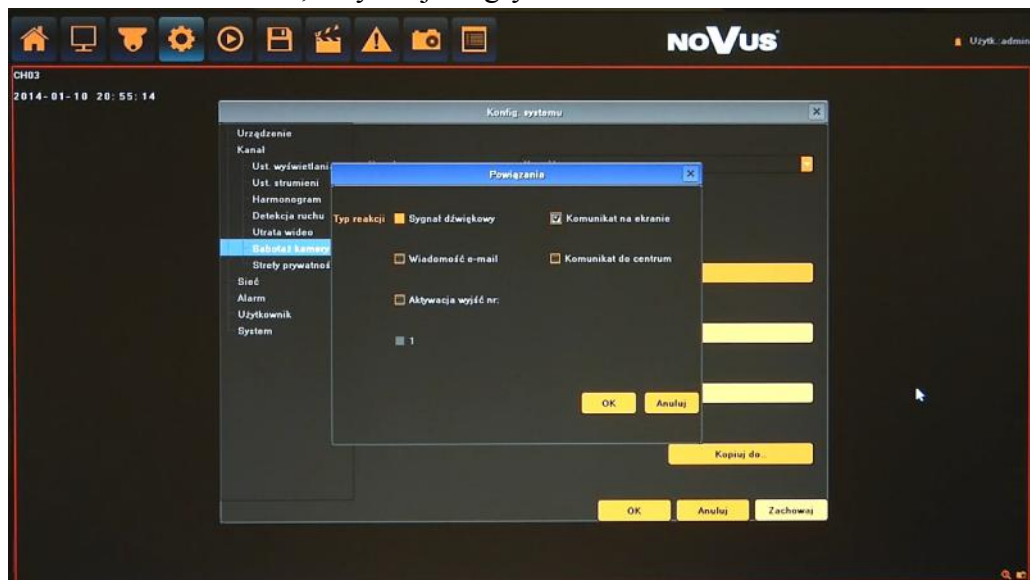 NOVUS
Użytk.:admin
CH03
2014-01-10 20:55:14
Konfig. systemu
Urządzenie
Kanał
Ust. wyświetlani
Ust. strumieni
Harmonogram
Detekcja ruchu
Utrata wideo
Sabotaż kamery
Strefy prywatnoś
Sieć
Alarm
Użytkownik
System
Powiązania
Typ reakcji Sygnał dźwiękowy Komunikat na ekranie
Wiadomość e-mail Komunikat do centrum
Aktywacja wyjść nr:
1
OK Anuluj
Kopiuj do..
OK Anuluj Zachowaj